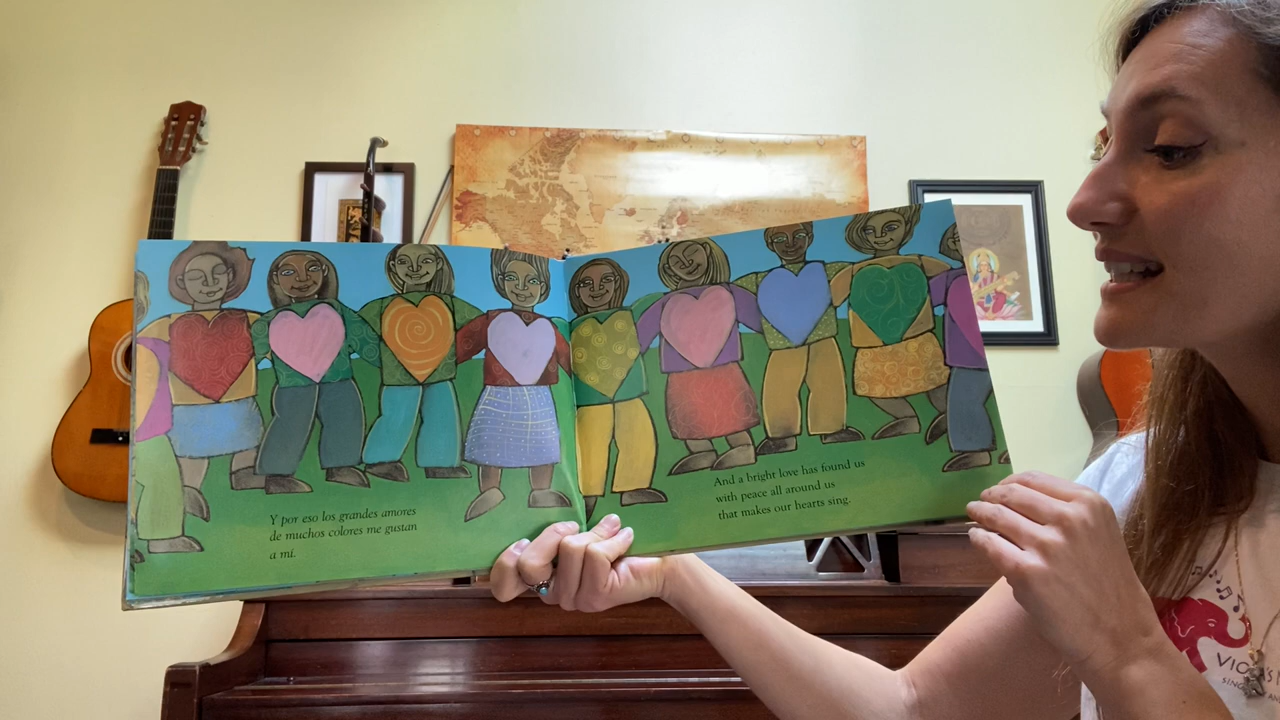 Y por eso los grandes amores
de muchos colores me gustan
a mí.
And a bright love has found us
with peace all around us
that makes our hearts sing.